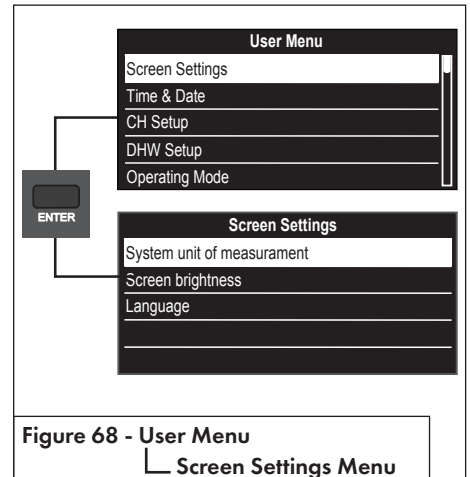 User Menu
Screen Settings
Time & Date
CH Setup
DHW Setup
Operating Mode
ENTER
Screen Settings
System unit of measurament
Screen brightness
Language
Figure 68 - User Menu
Screen Settings Menu